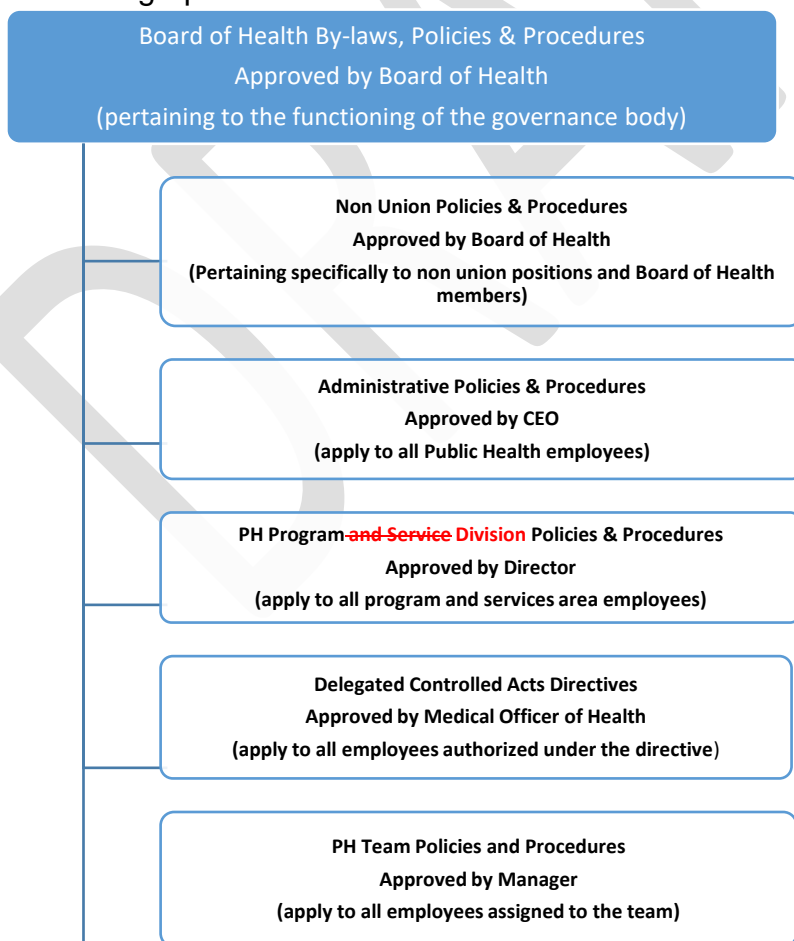 Board of Health By-laws, Policies & Procedures
Approved by Board of Health
(pertaining to the functioning of the governance body)
Non Union Policies & Procedures
Approved by Board of Health
(Pertaining specifically to non union positions and Board of Health
members)
Administrative Policies & Procedures
Approved by CEO
(apply to all Public Health employees)
PH Program and Service Division Policies & Procedures
Approved by Director
(apply to all program and services area employees)
Delegated Controlled Acts Directives
Approved by Medical Officer of Health
(apply to all employees authorized under the directive)
PH Team Policies and Procedures
Approved by Manager
(apply to all employees assigned to the team)